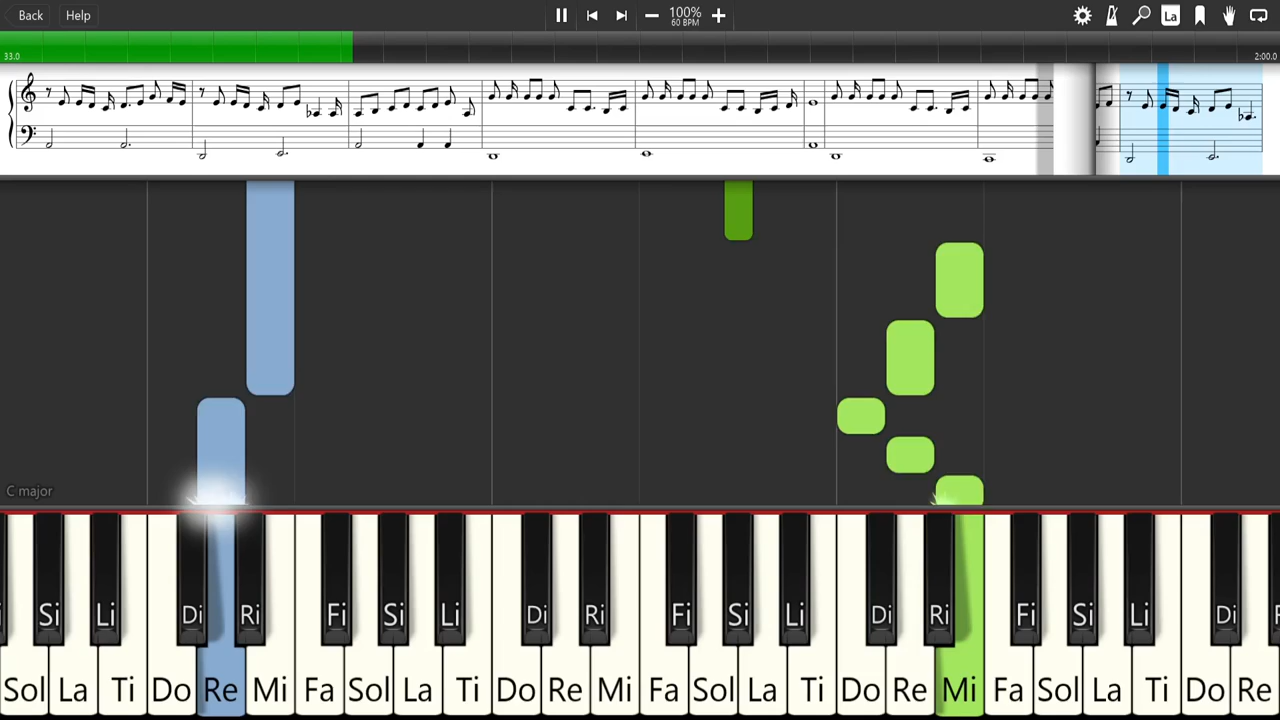 Back Help 100% La
60 BPM
33.0 2:00.0
C major
Si Li Di Ri Fi Si Li Di Ri Fi Si Li Di Ri Fi Si Li Di
Sol La Ti Do Re Mi Fa Sol La Ti Do Re Mi Fa Sol La Ti Do Re Mi Fa Sol La Ti Do Re